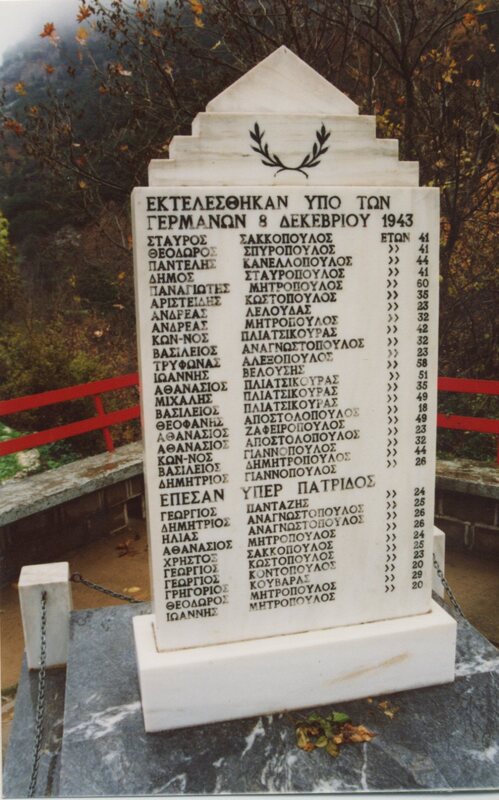 ΕΚΤΕΛΕΣΘΗΚΑΝ ΥΠΟ ΤΩΝ
ΓΕΡΜΑΝΩΝ 8 ΔΕΚΕΒΡΙΟΥ 1943
ΣΤΑΥΡΟΣ ΣΑΚΚΟΠΟΥΛΟΣ ΕΤΩΝ 41
ΘΕΟΔΩΡΟΣ ΣΠΥΡΟΠΟΥΛΟΣ » 41
ΠΑΝΤΕΛΗΣ ΚΑΝΕΛΛΟΠΟΥΛΟΣ » 44
ΔΗΜΟΣ ΣΤΑΥΡΟΠΟΥΛΟΣ » 41
ΠΑΝΑΓΙΩΤΗΣ ΜΗΤΡΟΠΟΥΛΟΣ » 60
ΑΡΙΣΤΕΙΔΗΣ ΚΩΣΤΟΠΟΥΛΟΣ » 35
ΑΝΔΡΕΑΣ ΛΕΛΟΥΔΑΣ » 23
ΑΝΔΡΕΑΣ ΜΗΤΡΟΠΟΥΛΟΣ » 32
ΚΩΝ-ΝΟΣ ΠΛΙΑΤΣΙΚΟΥΡΑΣ » 42
ΒΑΣΙΛΕΙΟΣ ΑΝΑΓΝΩΣΤΟΠΟΥΛΟΣ » 32
ΤΡΥΦΩΝΑΣ ΑΛΕΞΟΠΟΥΛΟΣ » 23
ΙΩΑΝΝΗΣ ΒΕΛΟΥΣΗΣ » 58
ΑΘΑΝΑΣΙΟΣ ΠΛΙΑΤΣΙΚΟΥΡΑΣ » 51
ΜΙΧΑΛΗΣ ΠΛΙΑΤΣΙΚΟΥΡΑΣ » 35
ΒΑΣΙΛΕΙΟΣ ΠΛΙΑΤΣΙΚΟΥΡΑΣ » 49
ΘΕΟΦΑΝΗΣ ΑΠΟΣΤΟΛΟΠΟΥΛΟΣ » 18
ΑΘΑΝΑΣΙΟΣ ΖΑΦΕΙΡΟΠΟΥΛΟΣ » 49
ΑΘΑΝΑΣΙΟΣ ΑΠΟΣΤΟΛΟΠΟΥΛΟΣ » 23
ΚΩΝ-ΝΟΣ ΓΙΑΝΝΟΠΟΥΛΟΣ » 32
ΒΑΣΙΛΕΙΟΣ ΔΗΜΗΤΡΟΠΟΥΛΟΣ » 44
ΔΗΜΗΤΡΙΟΣ ΓΙΑΝΝΟΠΟΥΛΟΣ » 26
ΕΠΕΣΑΝ ΥΠΕΡ ΠΑΤΡΙΔΟΣ
ΓΕΩΡΓΙΟΣ ΠΑΝΤΑΖΗΣ » 24
ΔΗΜΗΤΡΙΟΣ ΑΝΑΓΝΩΣΤΟΠΟΥΛΟΣ » 25
ΗΛΙΑΣ ΑΝΑΓΝΩΣΤΟΠΟΥΛΟΣ » 26
ΑΘΑΝΑΣΙΟΣ ΜΗΤΡΟΠΟΥΛΟΣ » 26
ΧΡΗΣΤΟΣ ΣΑΚΚΟΠΟΥΛΟΣ » 24
ΓΕΩΡΓΙΟΣ ΚΩΣΤΟΠΟΥΛΟΣ » 25
ΓΕΩΡΓΙΟΣ ΚΟΝΤΟΠΟΥΛΟΣ » 23
ΓΡΗΓΟΡΙΟΣ ΚΟΥΒΑΡΑΣ » 20
ΘΕΟΔΩΡΟΣ ΜΗΤΡΟΠΟΥΛΟΣ » 29
ΙΩΑΝΝΗΣ ΜΗΤΡΟΠΟΥΛΟΣ » 20